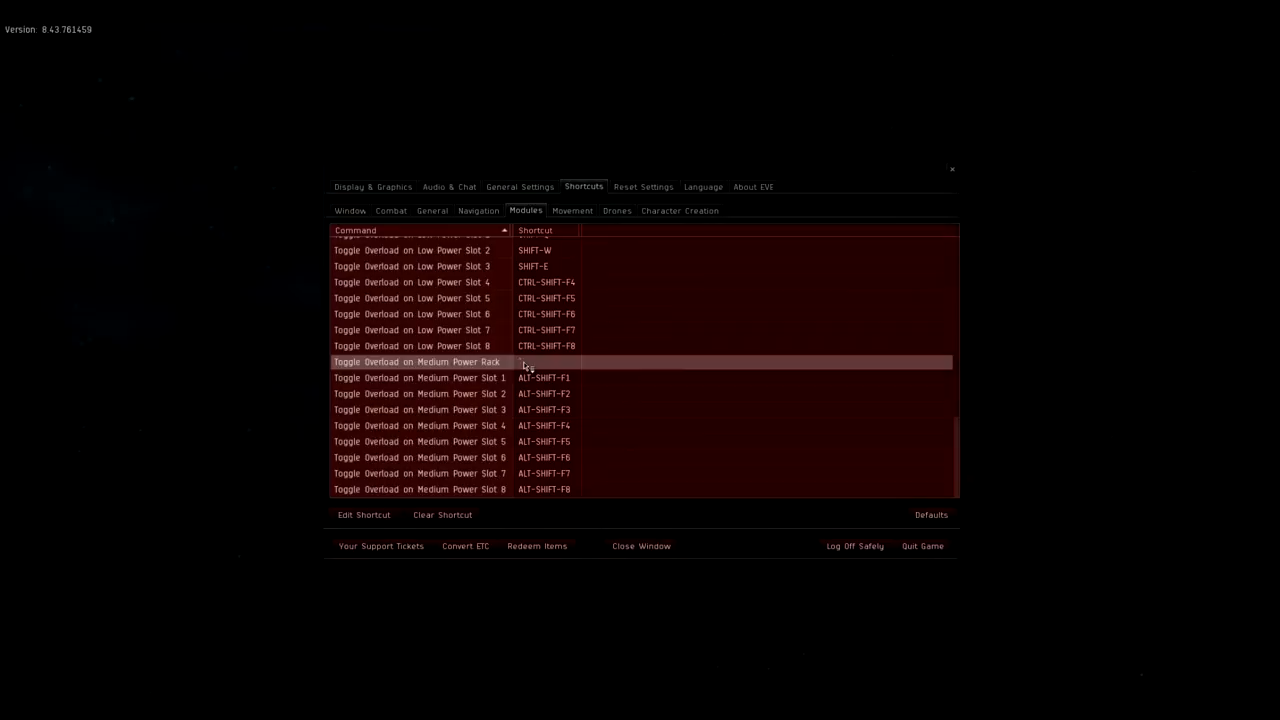 Version: 8.43.761459
×
Display & Graphics Audio & Chat General Settings Shortcuts Reset Settings Language About EVE
Window Combat General Navigation Modules Movement Drones Character Creation
Command Shortcut
Toggle Overload on Low Power Slot 2 SHIFT-W
Toggle Overload on Low Power Slot 3 SHIFT-E
Toggle Overload on Low Power Slot 4 CTRL-SHIFT-F4
Toggle Overload on Low Power Slot 5 CTRL-SHIFT-F5
Toggle Overload on Low Power Slot 6 CTRL-SHIFT-F6
Toggle Overload on Low Power Slot 7 CTRL-SHIFT-F7
Toggle Overload on Low Power Slot 8 CTRL-SHIFT-F8
Toggle Overload on Medium Power Rack
Toggle Overload on Medium Power Slot 1 ALT-SHIFT-F1
Toggle Overload on Medium Power Slot 2 ALT-SHIFT-F2
Toggle Overload on Medium Power Slot 3 ALT-SHIFT-F3
Toggle Overload on Medium Power Slot 4 ALT-SHIFT-F4
Toggle Overload on Medium Power Slot 5 ALT-SHIFT-F5
Toggle Overload on Medium Power Slot 6 ALT-SHIFT-F6
Toggle Overload on Medium Power Slot 7 ALT-SHIFT-F7
Toggle Overload on Medium Power Slot 8 ALT-SHIFT-F8
Edit Shortcut Clear Shortcut Defaults
Your Support Tickets Convert ETC Redeem Items Close Window Log Off Safely Quit Game